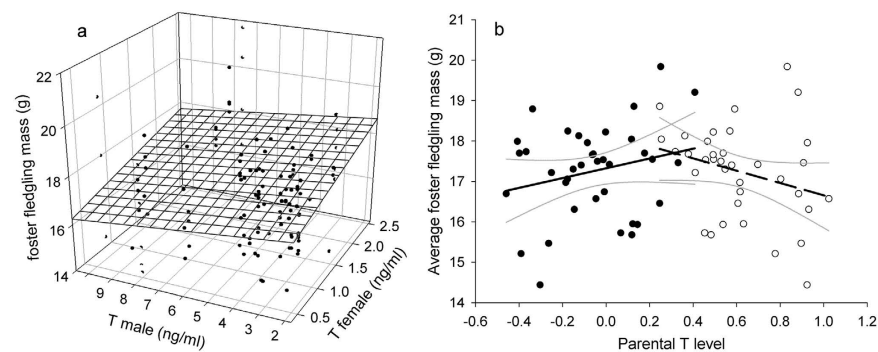 a
foster fledgling mass (g)
22
20
18
16
14
9 8 7 6 5 4 3 2
T male (ng/ml)
0.5 1.0 1.5 2.0 2.5
T female (ng/ml)
b
Average foster fledgling mass (g)
21
20
19
18
17
16
15
14
-0.6 -0.4 -0.2 0.0 0.2 0.4 0.6 0.8 1.0 1.2
Parental T level